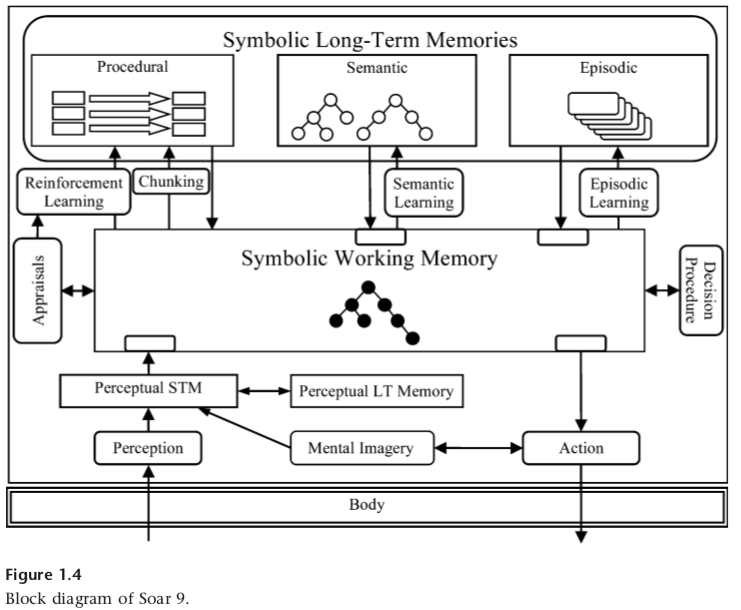 Symbolic Long-Term Memories
Procedural
Semantic
Episodic
Reinforcement
Learning
Chunking
Semantic
Learning
Episodic
Learning
Appraisals
Symbolic Working Memory
Decision
Procedure
Perceptual STM
Perceptual LT Memory
Perception
Mental Imagery
Action
Body
Figure 1.4
Block diagram of Soar 9.